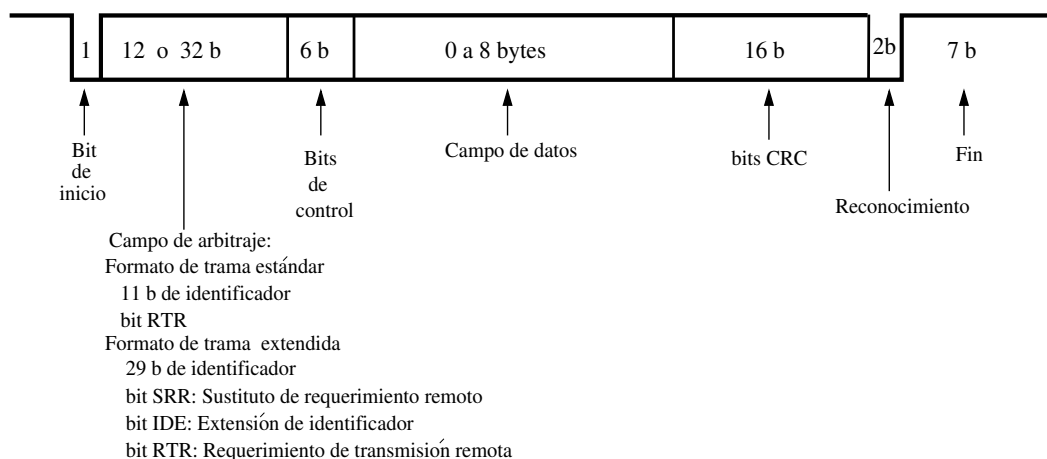 1
12 o 32 b
6 b
0 a 8 bytes
16 b
2b
7 b
Bit
de
inicio
Bits
de
control
Campo de datos
bits CRC
Fin
Reconocimiento
Campo de arbitraje:
Formato de trama estándar
11 b de identificador
bit RTR
Formato de trama extendida
29 b de identificador
bit SRR: Sustituto de requerimiento remoto
bit IDE: Extensión de identificador
bit RTR: Requerimiento de transmisión remota